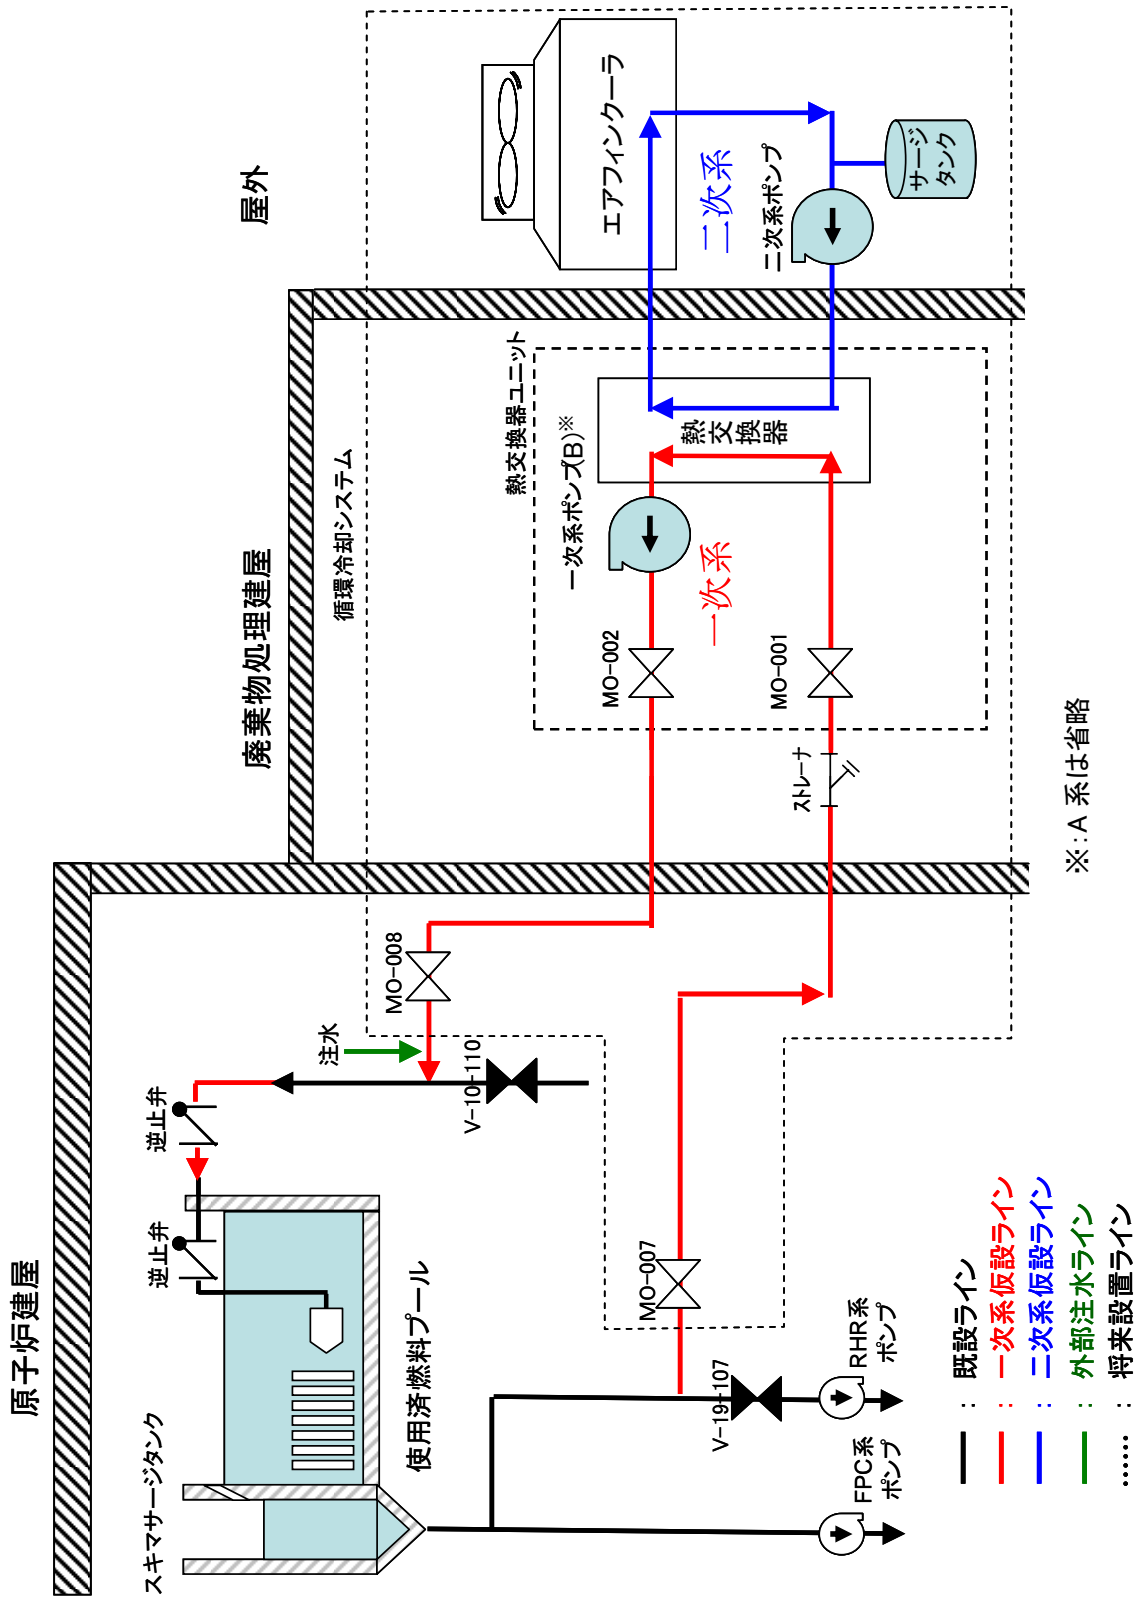 原子炉建屋
廃棄物処理建屋
屋外
スキマサージタンク
使用済燃料プール
逆止弁
逆止弁
注水
V-10-110
MO-008
循環冷却システム
熱交換器ユニット
一次系ポンプ(B)※
MO-002
一次系
MO-001
ストレーナ
熱交換器
エアフィンクーラ
二次系
二次系ポンプ
サージ
タンク
MO-007
V-19-107
FPC系
ポンプ
RHR系
ポンプ
: 既設ライン
: 一次系仮設ライン
: 二次系仮設ライン
: 外部注水ライン
: 将来設置ライン
※:A 系は省略